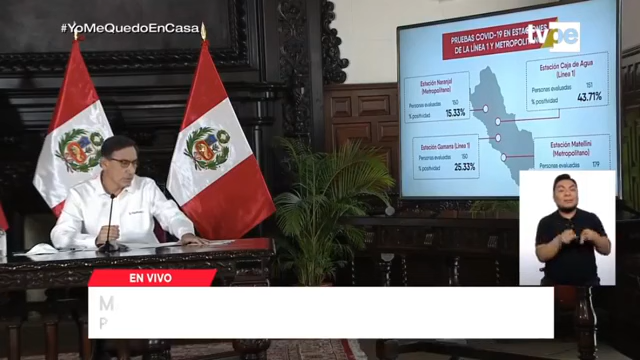 #YoMeQuedoEnCasa
PRUEBAS COVID-19 EN ESTACIONES
DE LA LÍNEA 1 Y METROPOLITANO
tvpe
Estación Naranjal
(Metropolitano)
Personas evaluadas 150
% positividad 15.33%
Estación Caja de Agua
(Línea 1)
Personas evaluadas 151
% positividad 43.71%
Estación Gamarra (Línea 1)
Personas evaluadas 150
% positividad 25.33%
Estación Matellini
(Metropolitano)
Personas evaluadas 179
% positividad
EN VIVO
M
P